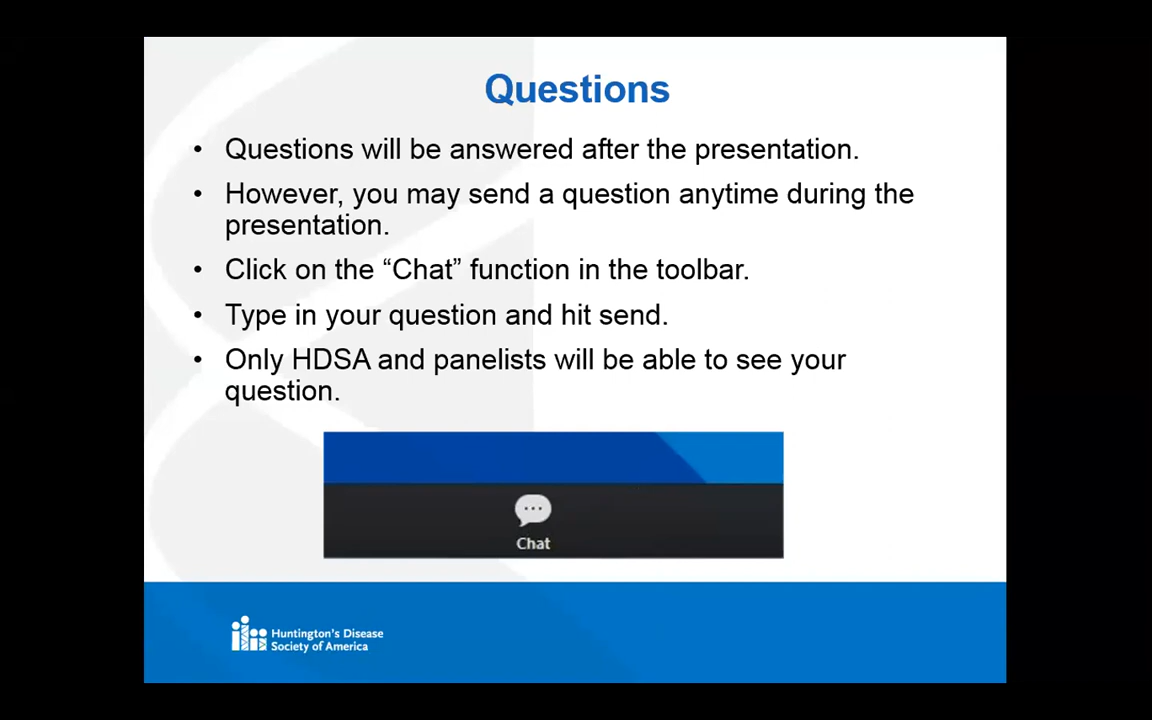 Questions
• Questions will be answered after the presentation.
• However, you may send a question anytime during the
presentation.
• Click on the “Chat” function in the toolbar.
• Type in your question and hit send.
• Only HDSA and panelists will be able to see your
question.
Chat
Huntington's Disease
Society of America